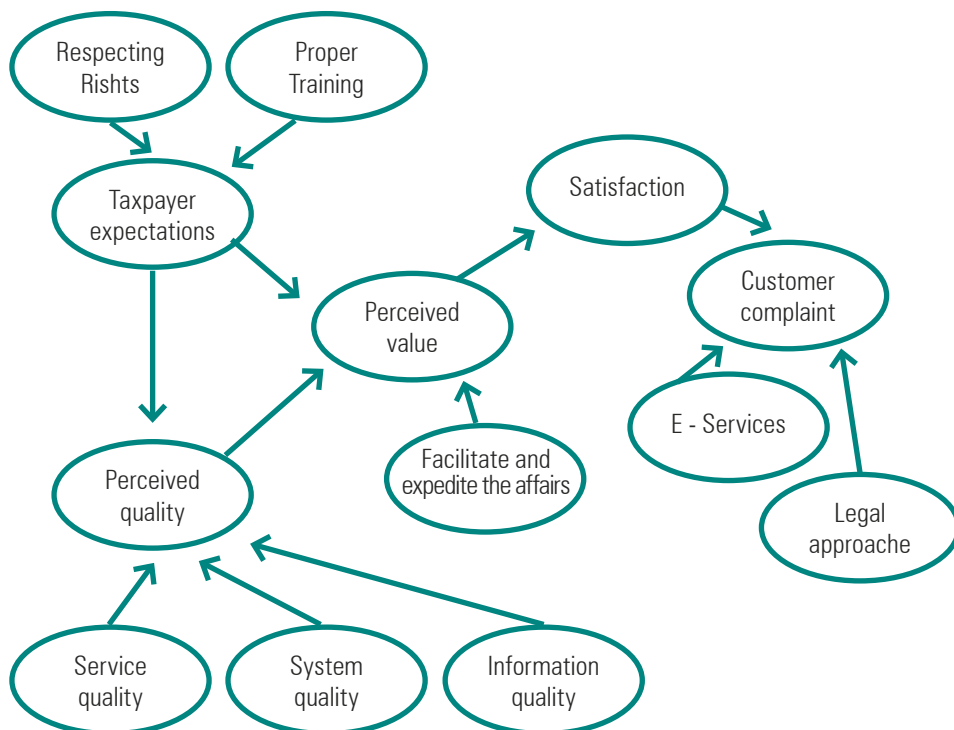 Respecting
Rishts
Proper
Training
Taxpayer
expectations
Satisfaction
Customer
complaint
Perceived
value
E - Services
Facilitate and
expedite the affairs
Perceived
quality
Legal
approache
Service
quality
System
quality
Information
quality